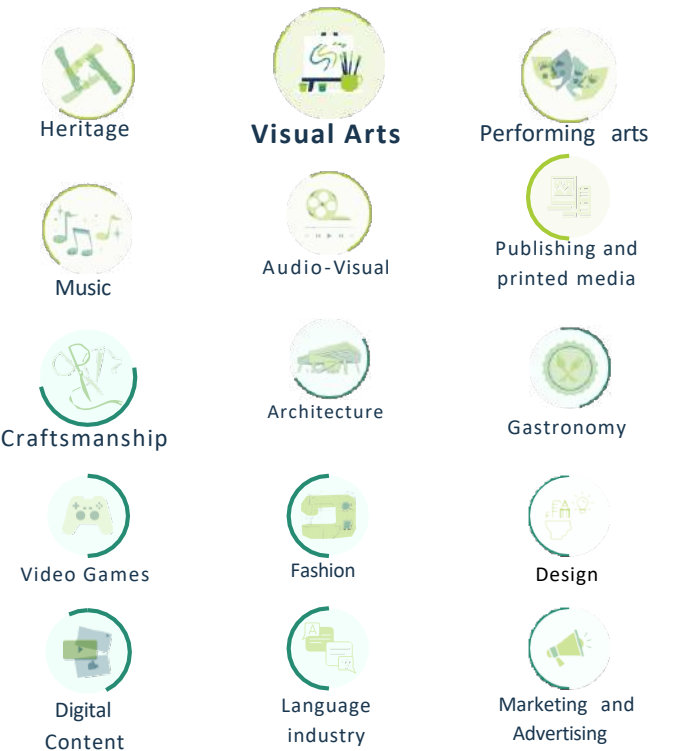 Heritage
Visual Arts
Performing arts
Music
Audio-Visual
Publishing and
printed media
Craftsmanship
Architecture
Gastronomy
Video Games
Fashion
Design
Digital
Content
Language
industry
Marketing and
Advertising